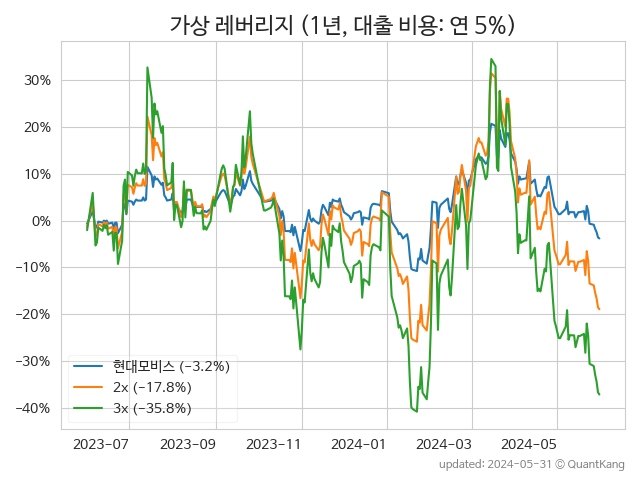 가상 레버리지 (1년, 대출 비용: 연 5%)
30%
20%
10%
0%
−10%
−20%
−30%
−40%
현대모비스 (−3.2%)
2x (−17.8%)
3x (−35.8%)
2023-07
2023-09
2023-11
2024-01
2024-03
2024-05
updated: 2024-05-31 © QuantKang